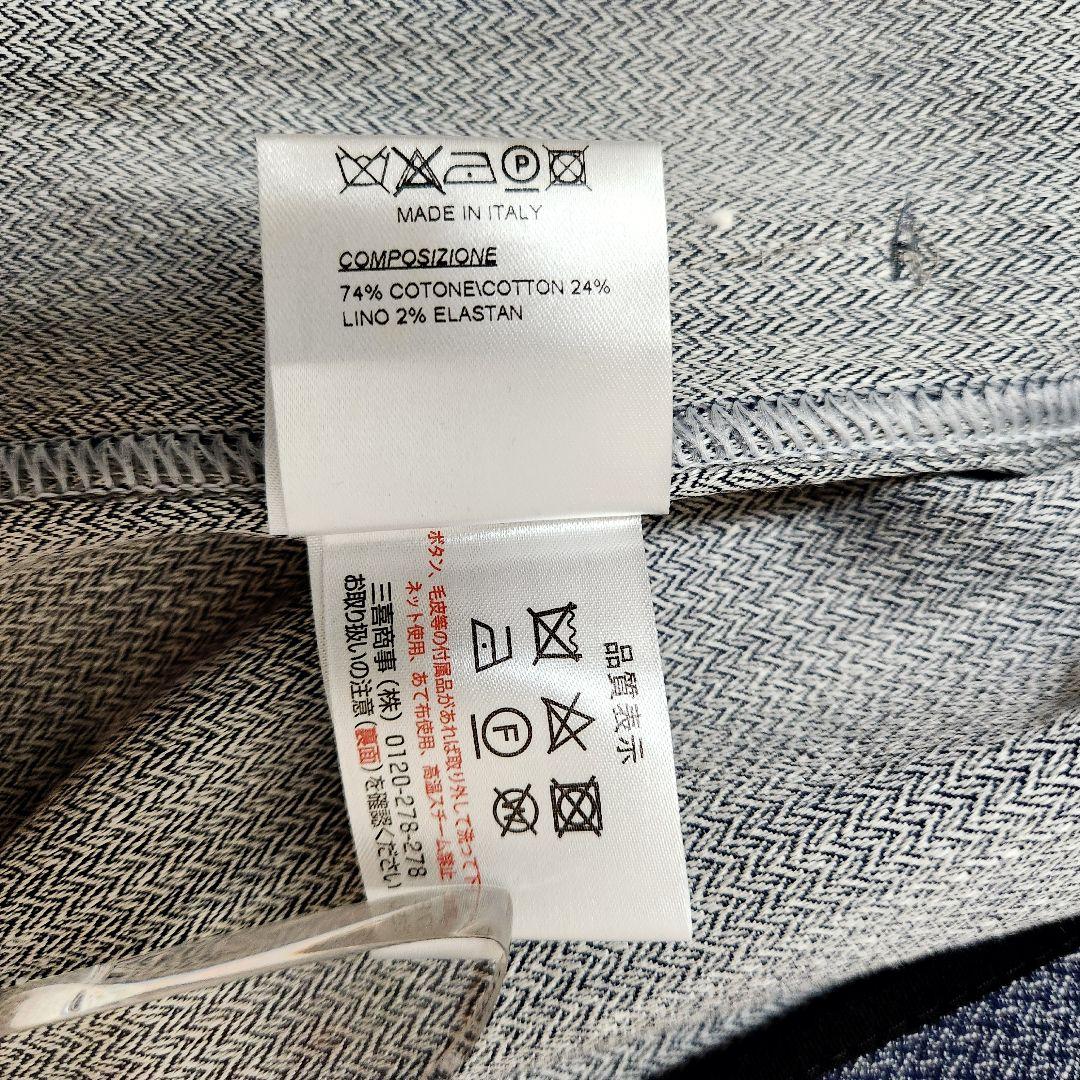 P
MADE IN ITALY
COMPOSIZIONE
74% COTONE\COTTON 24%
LINO 2% ELASTAN
品質表示
F
W
ボタン、毛皮等の付属品があれば取り外して洗って下
ネット使用、あて布使用、高温スチーム禁止
三喜商事(株) 0120-278-278
お取り扱いの注意(裏面)を確認ください